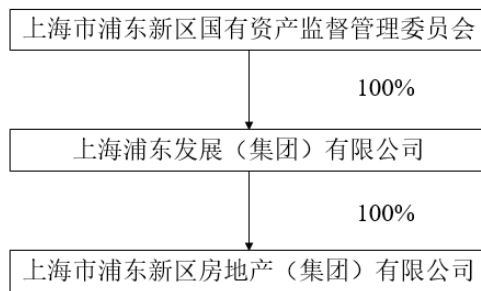 上海市浦东新区国有资产监督管理委员会
100%
上海浦东发展（集团）有限公司
100%
上海市浦东新区房地产（集团）有限公司